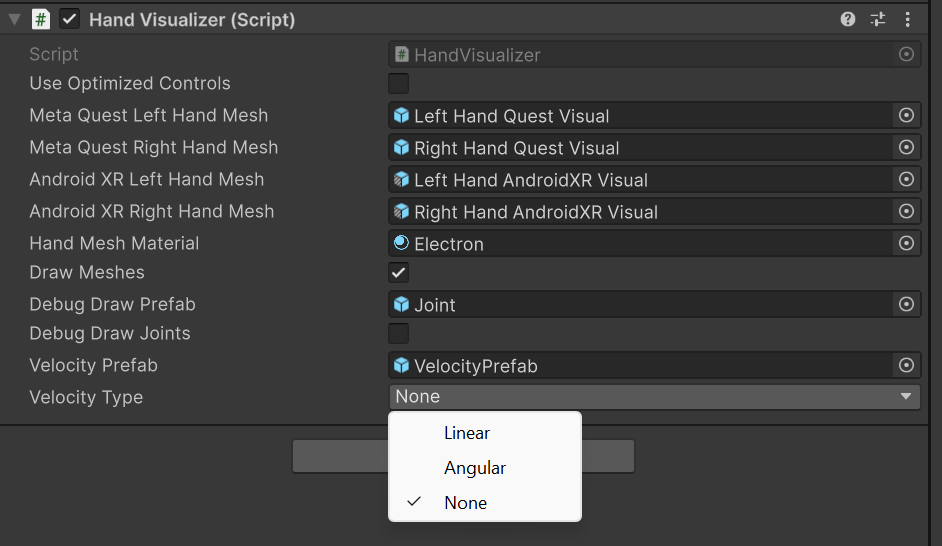 # Hand Visualizer (Script)
Script # HandVisualizer
Use Optimized Controls
Meta Quest Left Hand Mesh Left Hand Quest Visual
Meta Quest Right Hand Mesh Right Hand Quest Visual
Android XR Left Hand Mesh Left Hand AndroidXR Visual
Android XR Right Hand Mesh Right Hand AndroidXR Visual
Hand Mesh Material Electron
Draw Meshes
Debug Draw Prefab Joint
Debug Draw Joints
Velocity Prefab VelocityPrefab
Velocity Type None
Linear
Angular
None